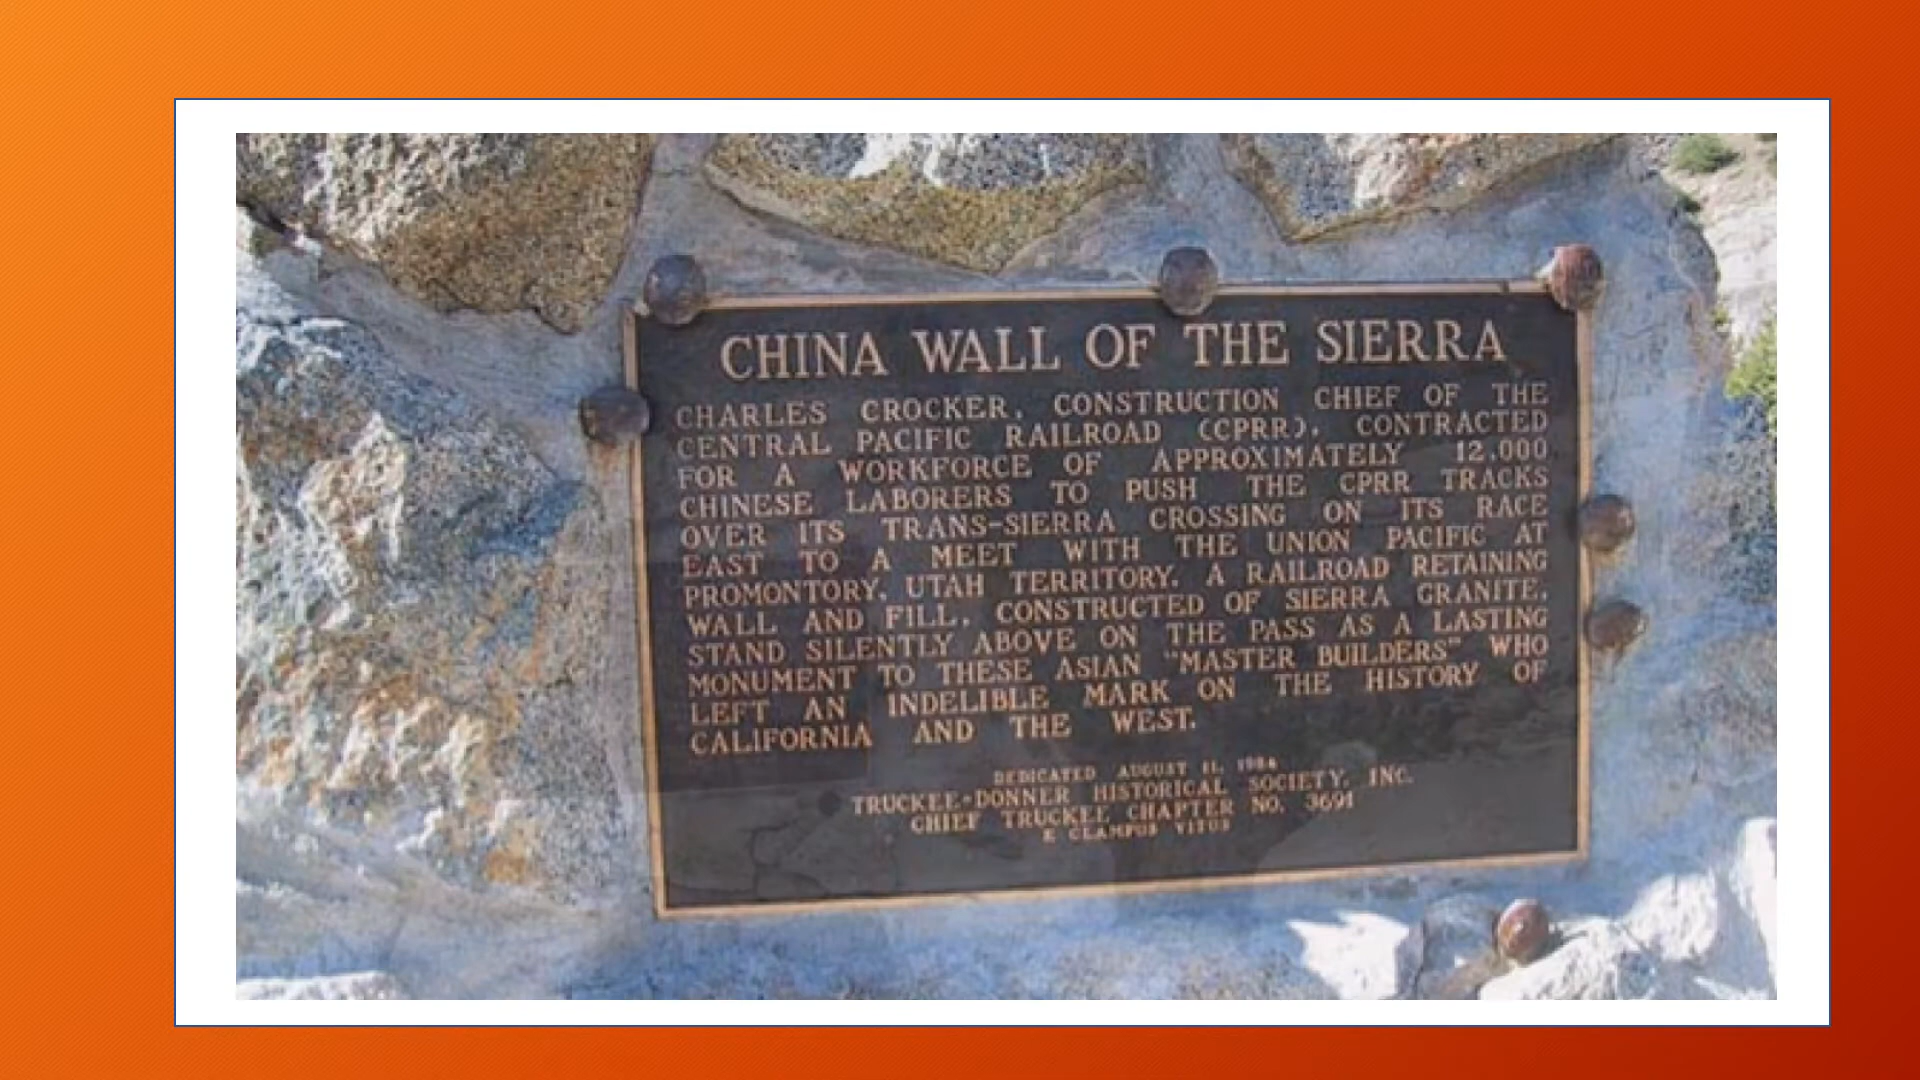 CHINA WALL OF THE SIERRA
CHARLES CROCKER, CONSTRUCTION CHIEF OF THE
CENTRAL PACIFIC RAILROAD (CPRR), CONTRACTED
FOR A WORKFORCE OF APPROXIMATELY 12,000
CHINESE LABORERS TO PUSH THE CPRR TRACKS
OVER ITS TRANS-SIERRA CROSSING ON ITS RACE
EAST TO A MEET WITH THE UNION PACIFIC AT
PROMONTORY, UTAH TERRITORY. A RAILROAD RETAINING
WALL AND FILL, CONSTRUCTED OF SIERRA GRANITE,
STAND SILENTLY ABOVE ON THE PASS AS A LASTING
MONUMENT TO THESE ASIAN "MASTER BUILDERS" WHO
LEFT AN INDELIBLE MARK ON THE HISTORY OF
CALIFORNIA AND THE WEST.
DEDICATED AUGUST 11, 1984
TRUCKEE-DONNER HISTORICAL SOCIETY, INC.
CHIEF TRUCKEE CHAPTER NO. 3691
E CLAMPUS VITUS